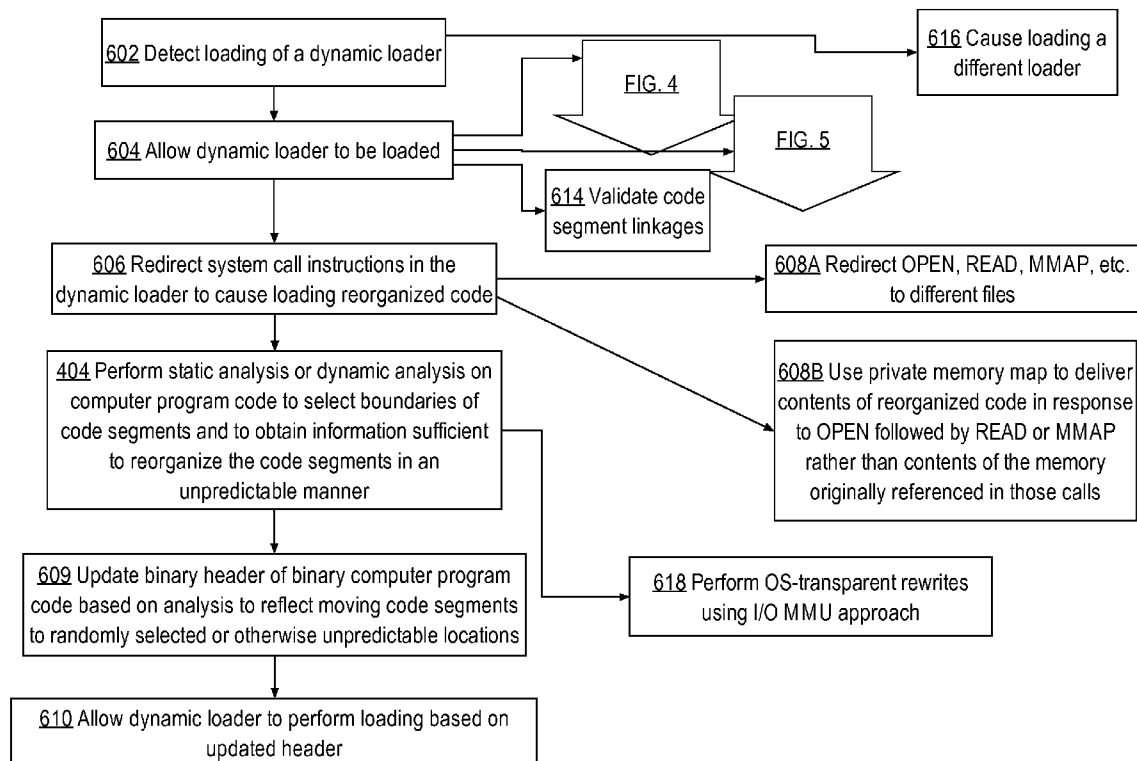 602 Detect loading of a dynamic loader
616 Cause loading
a different
loader
FIG. 4
604 Allow dynamic loader to be loaded
FIG. 5
614 Validate code
segment linkages
606 Redirect system call instructions in the
dynamic loader to cause loading reorganized code
608A Redirect OPEN, READ, MMAP, etc.
to different files
404 Perform static analysis or dynamic analysis on
computer program code to select boundaries of
code segments and to obtain information sufficient
to reorganize the code segments in an
unpredictable manner
608B Use private memory map to deliver
contents of reorganized code in response
to OPEN followed by READ or MMAP
rather than contents of the memory
originally referenced in those calls
609 Update binary header of binary computer program
code based on analysis to reflect moving code segments
to randomly selected or otherwise unpredictable locations
618 Perform OS-transparent rewrites
using I/O MMU approach
610 Allow dynamic loader to perform loading based on
updated header